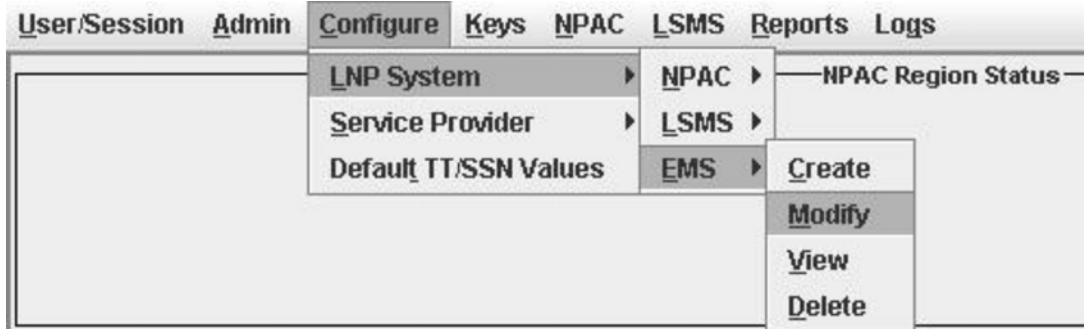 User/Session Admin Configure Keys NPAC LSMS Reports Logs
LNP System NPAC NPAC Region Status
Service Provider LSMS
Default TT/SSN Values EMS Create
Modify
View
Delete